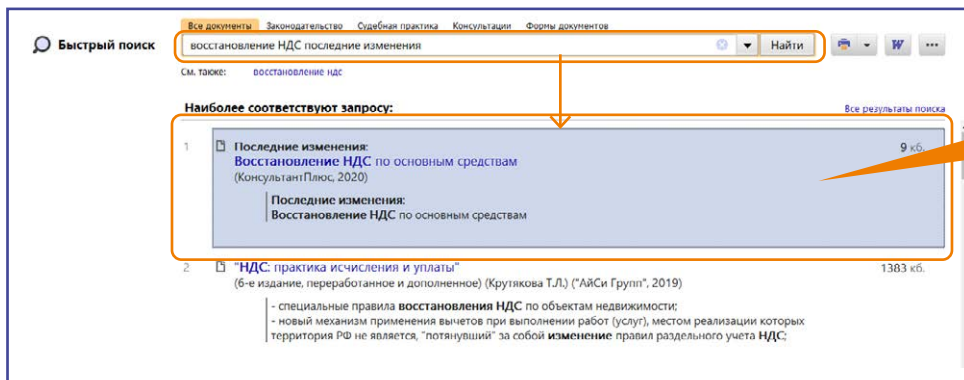 Все документы Законодательство Судебная практика Консультации Формы документов
Быстрый поиск
восстановление НДС последние изменения
Найти
W
...
См. также: восстановление ндс
Наиболее соответствуют запросу:
Все результаты поиска
1 Последние изменения: 9 кб.
Восстановление НДС по основным средствам
(КонсультантПлюс, 2020)
Последние изменения:
Восстановление НДС по основным средствам
2 "НДС: практика исчисления и уплаты" 1383 кб.
(6-е издание, переработанное и дополненное) (Крутякова Т.Л.) ("АйСи Групп", 2019)
- специальные правила восстановления НДС по объектам недвижимости;
- новый механизм применения вычетов при выполнении работ (услуг), местом реализации которых
территория РФ не является, "потянувший" за собой изменение правил раздельного учета НДС;